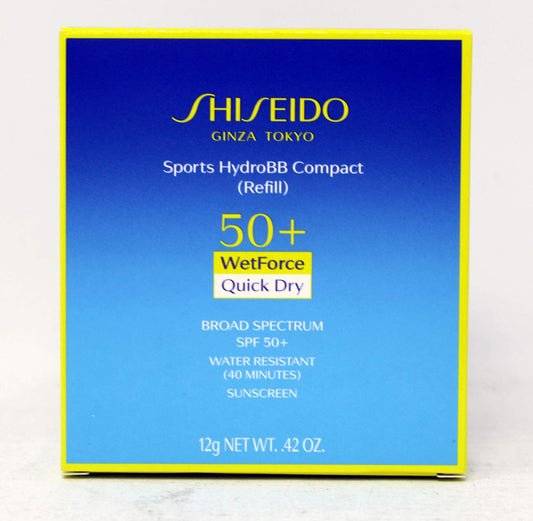 SHISEIDO
GINZA TOKYO
Sports HydroBB Compact
(Refill)
50+
WetForce
Quick Dry
BROAD SPECTRUM
SPF 50+
WATER RESISTANT
(40 MINUTES)
SUNSCREEN
12g NET WT. .42 OZ.